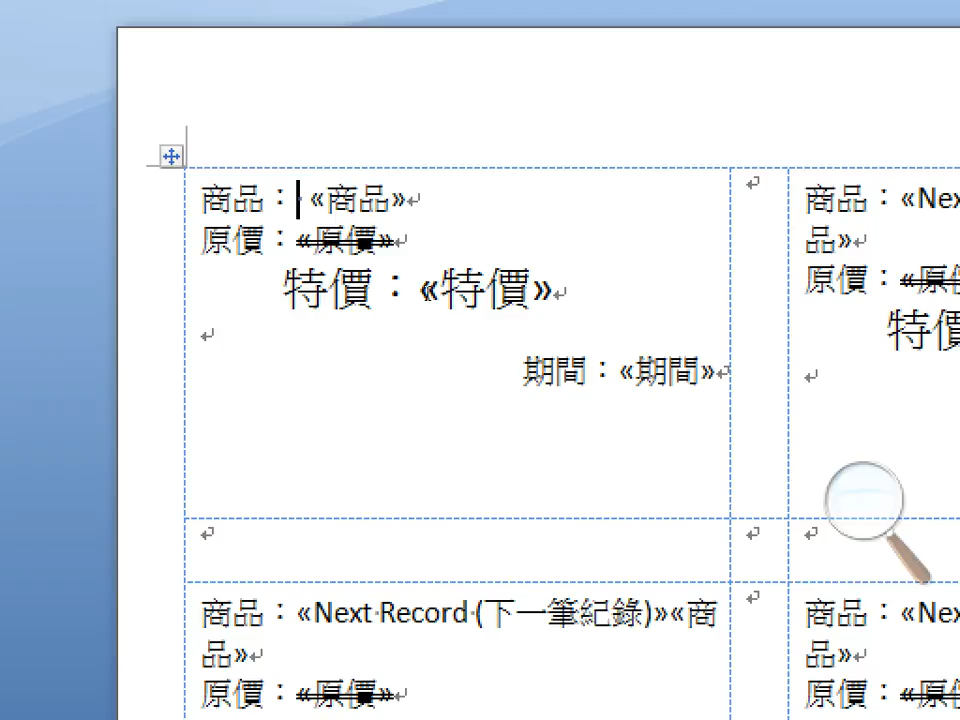 商品： «商品»
原價：«原價»
特價：«特價»
期間：«期間»
商品：«Nex
品»
原價：«原價
特價
商品：«Next Record (下一筆紀錄)»«商
品»
原價：«原價»
商品：«Nex
品»
原價：«原價